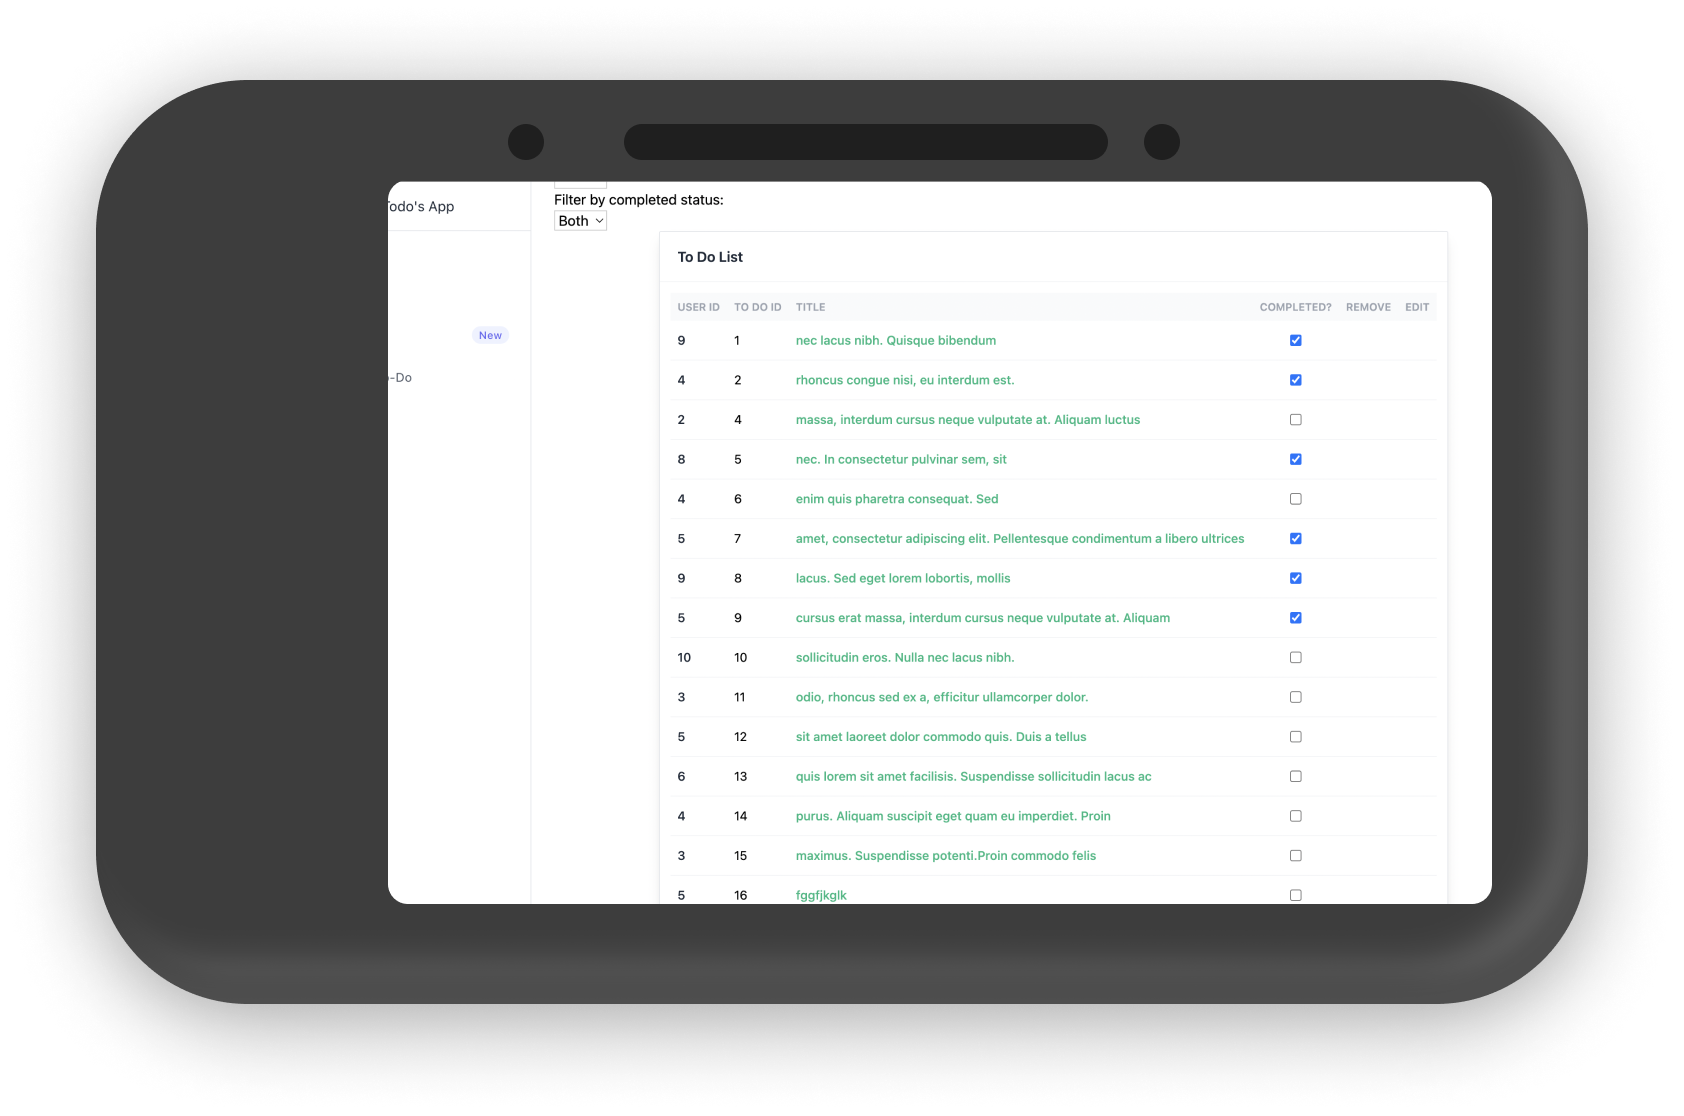 Todo's App
New
-Do
Filter by completed status:
Both
To Do List
USER ID TO DO ID TITLE COMPLETED? REMOVE EDIT
9 1 nec lacus nibh. Quisque bibendum
4 2 rhoncus congue nisi, eu interdum est.
2 4 massa, interdum cursus neque vulputate at. Aliquam luctus
8 5 nec. In consectetur pulvinar sem, sit
4 6 enim quis pharetra consequat. Sed
5 7 amet, consectetur adipiscing elit. Pellentesque condimentum a libero ultrices
9 8 lacus. Sed eget lorem lobortis, mollis
5 9 cursus erat massa, interdum cursus neque vulputate at. Aliquam
10 10 sollicitudin eros. Nulla nec lacus nibh.
3 11 odio, rhoncus sed ex a, efficitur ullamcorper dolor.
5 12 sit amet laoreet dolor commodo quis. Duis a tellus
6 13 quis lorem sit amet facilisis. Suspendisse sollicitudin lacus ac
4 14 purus. Aliquam suscipit eget quam eu imperdiet. Proin
3 15 maximus. Suspendisse potenti.Proin commodo felis
5 16 fggfjkglk